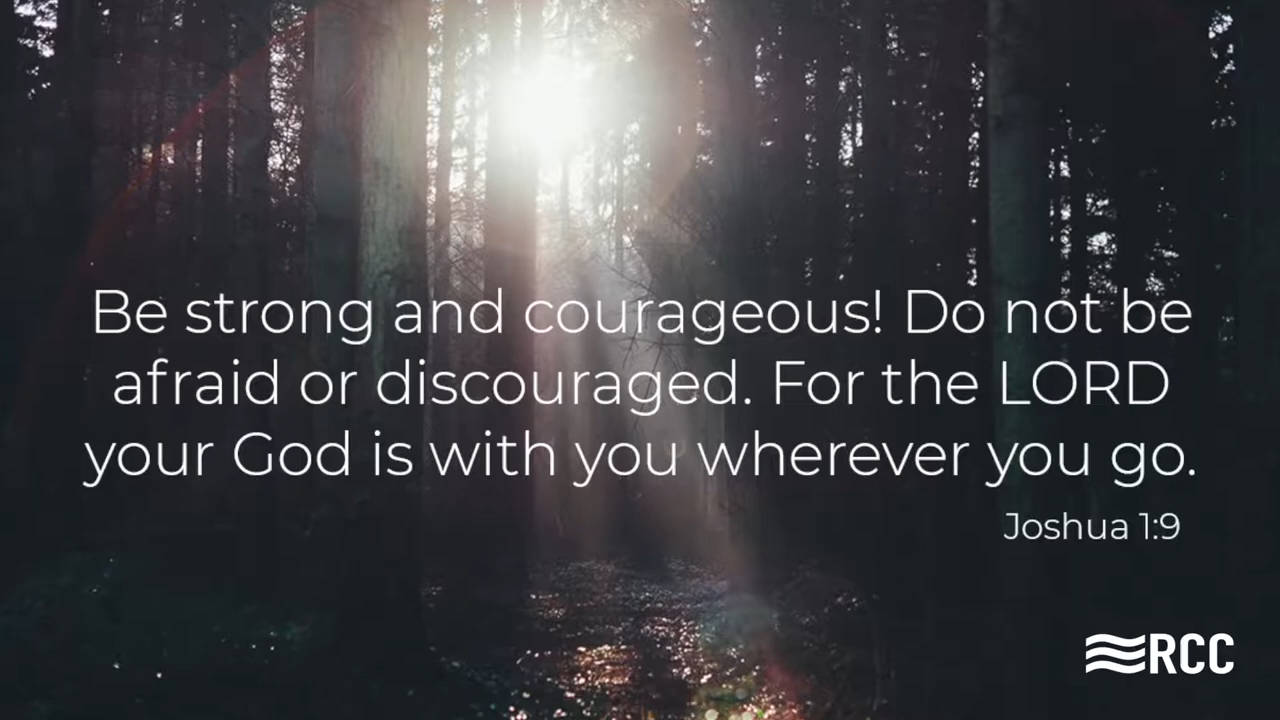 Be strong and courageous! Do not be
afraid or discouraged. For the LORD
your God is with you wherever you go.
Joshua 1:9
RCC